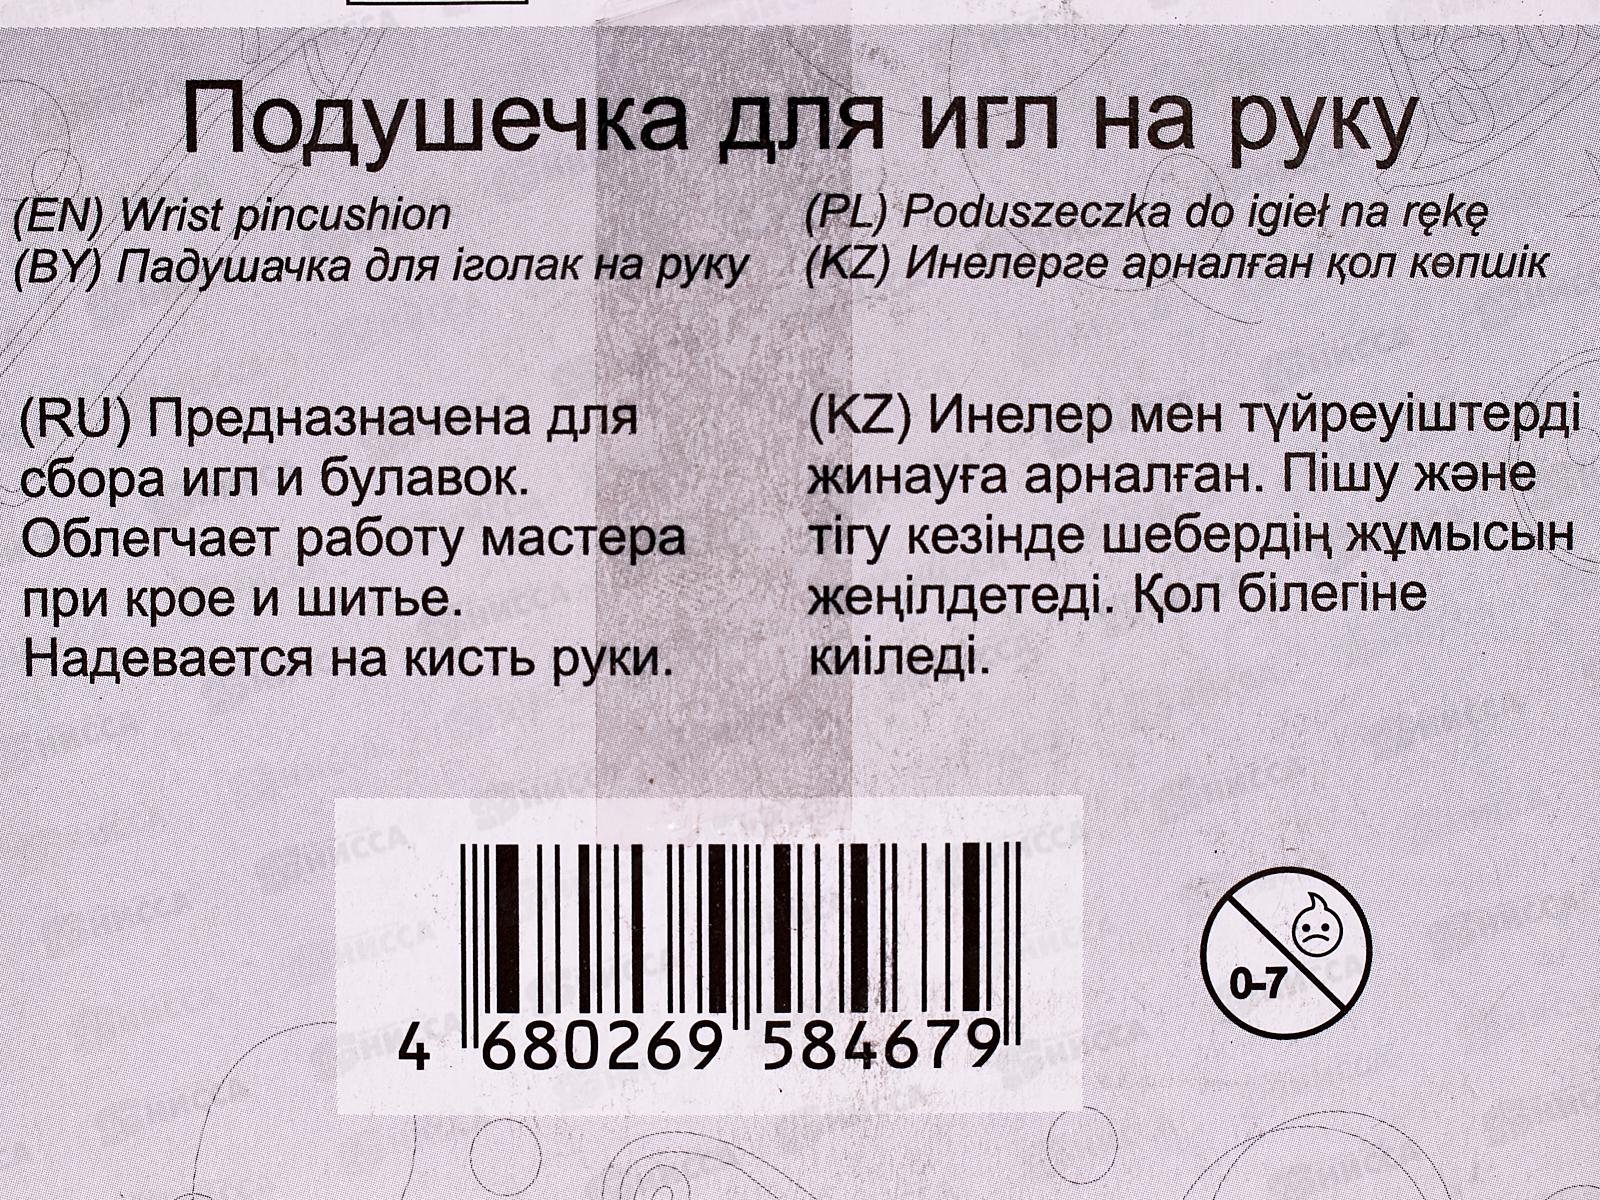 Подушечка для игл на руку
(EN) Wrist pincushion
(BY) Падушачка для іголак на руку
(PL) Poduszeczka do igieł na rękę
(KZ) Инелерге арналған қол көпшік
(RU) Предназначена для
сбора игл и булавок.
Облегчает работу мастера
при крое и шитье.
Надевается на кисть руки.
(KZ) Инелер мен түйреуіштерді
жинауға арналған. Пішу және
тігу кезінде шебердің жұмысын
жеңілдетеді. Қол білегіне
киіледі.
4 680269 584679
0-7
НИССА